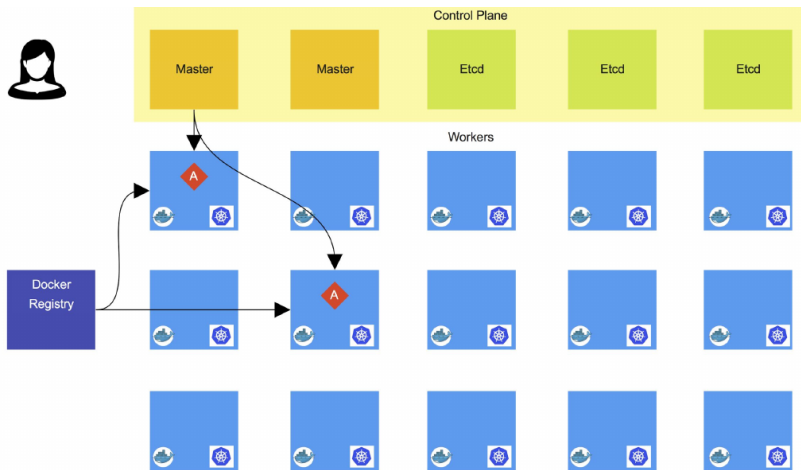 Control Plane
Master
Master
Etcd
Etcd
Etcd
Workers
A
A
Docker
Registry